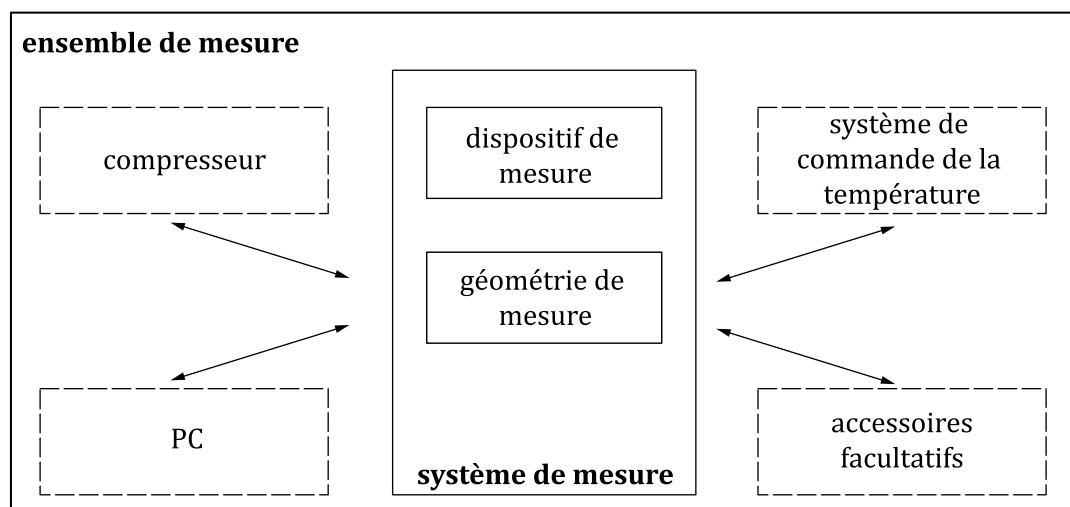 ensemble de mesure
compresseur
dispositif de
mesure
système de
commande de la
température
géométrie de
mesure
PC
système de mesure
accessoires
facultatifs